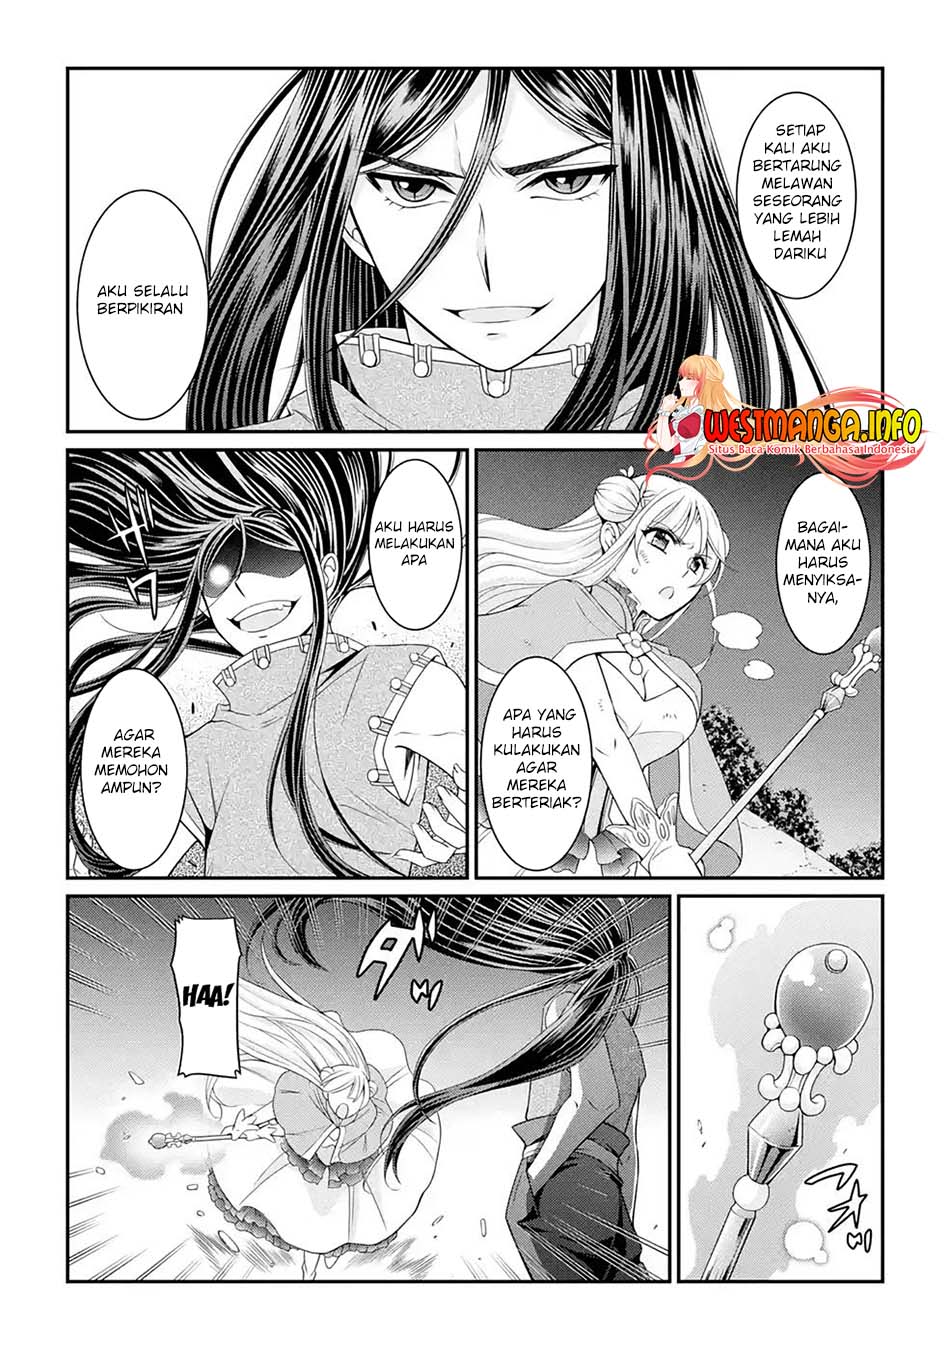 SETIAP
KALI AKU
BERTARUNG
MELAWAN
SESEORANG
YANG LEBIH
LEMAH
DARIKU
AKU SELALU
BERPIKIRAN
WESTMANGA.INFO
Situs Baca Komik Berbahasa Indonesia
BAGAI-
MANA AKU
HARUS
MENYIKSA-
NYA,
APA YANG
HARUS
KULAKUKAN
AGAR
MEREKA
BERTERIAK?
AKU HARUS
MELAKUKAN
APA
AGAR
MEREKA
MEMOHON
AMPUN?
HAA!